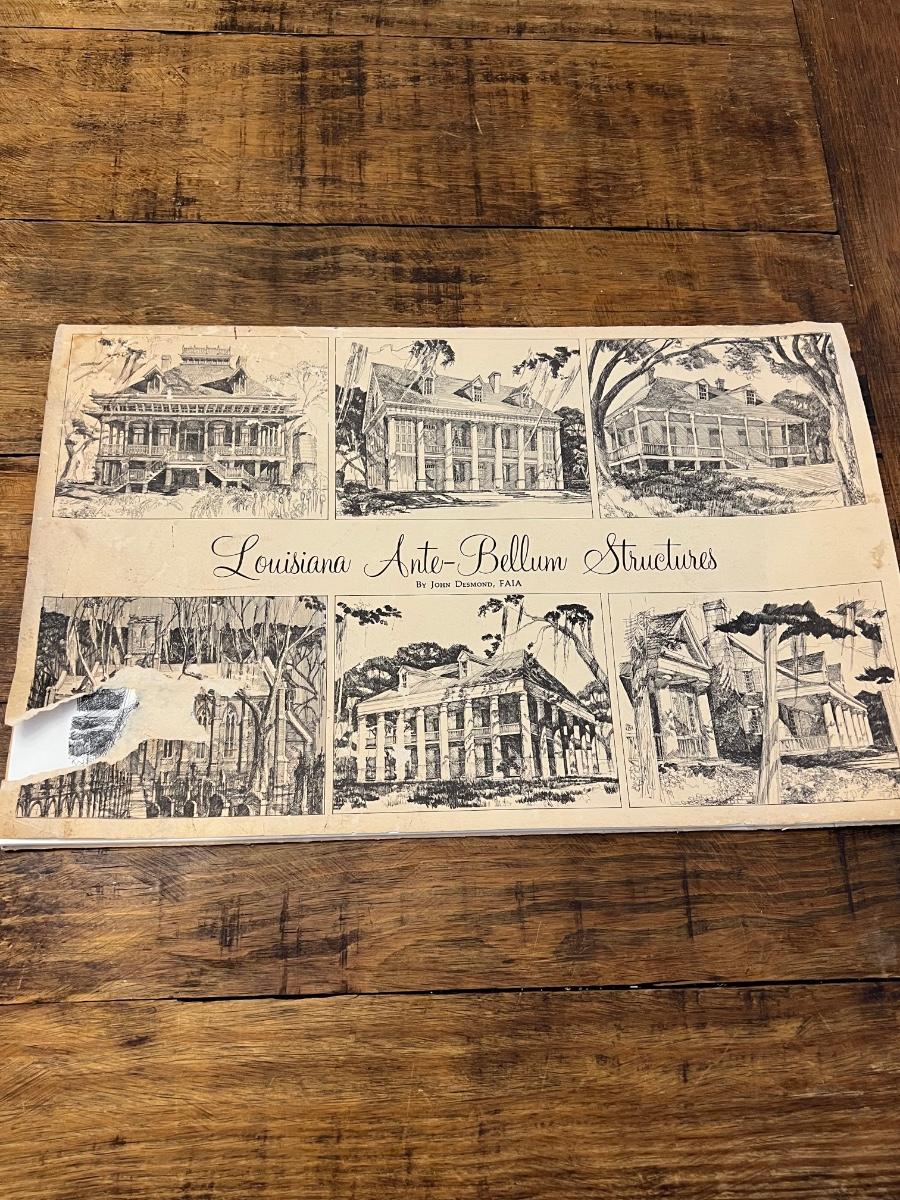 Louisiana Ante-Bellum Structures
By John Desmond, FAIA